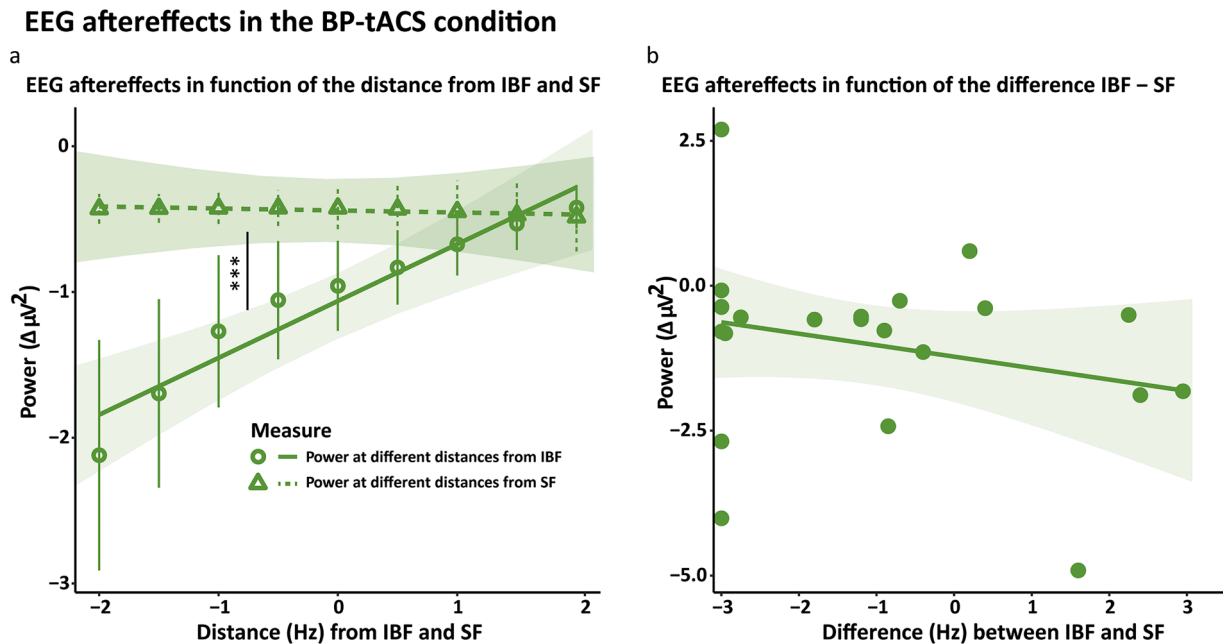 EEG aftereffects in the BP-tACS condition
a
EEG aftereffects in function of the distance from IBF and SF
Power (Δ μV²)
0
−1
−2
−3
***
Measure
Power at different distances from IBF
Power at different distances from SF
−2
−1
0
1
2
Distance (Hz) from IBF and SF
b
EEG aftereffects in function of the difference IBF – SF
Power (Δ μV²)
2.5
0.0
−2.5
−5.0
−3
−2
−1
0
1
2
3
Difference (Hz) between IBF and SF